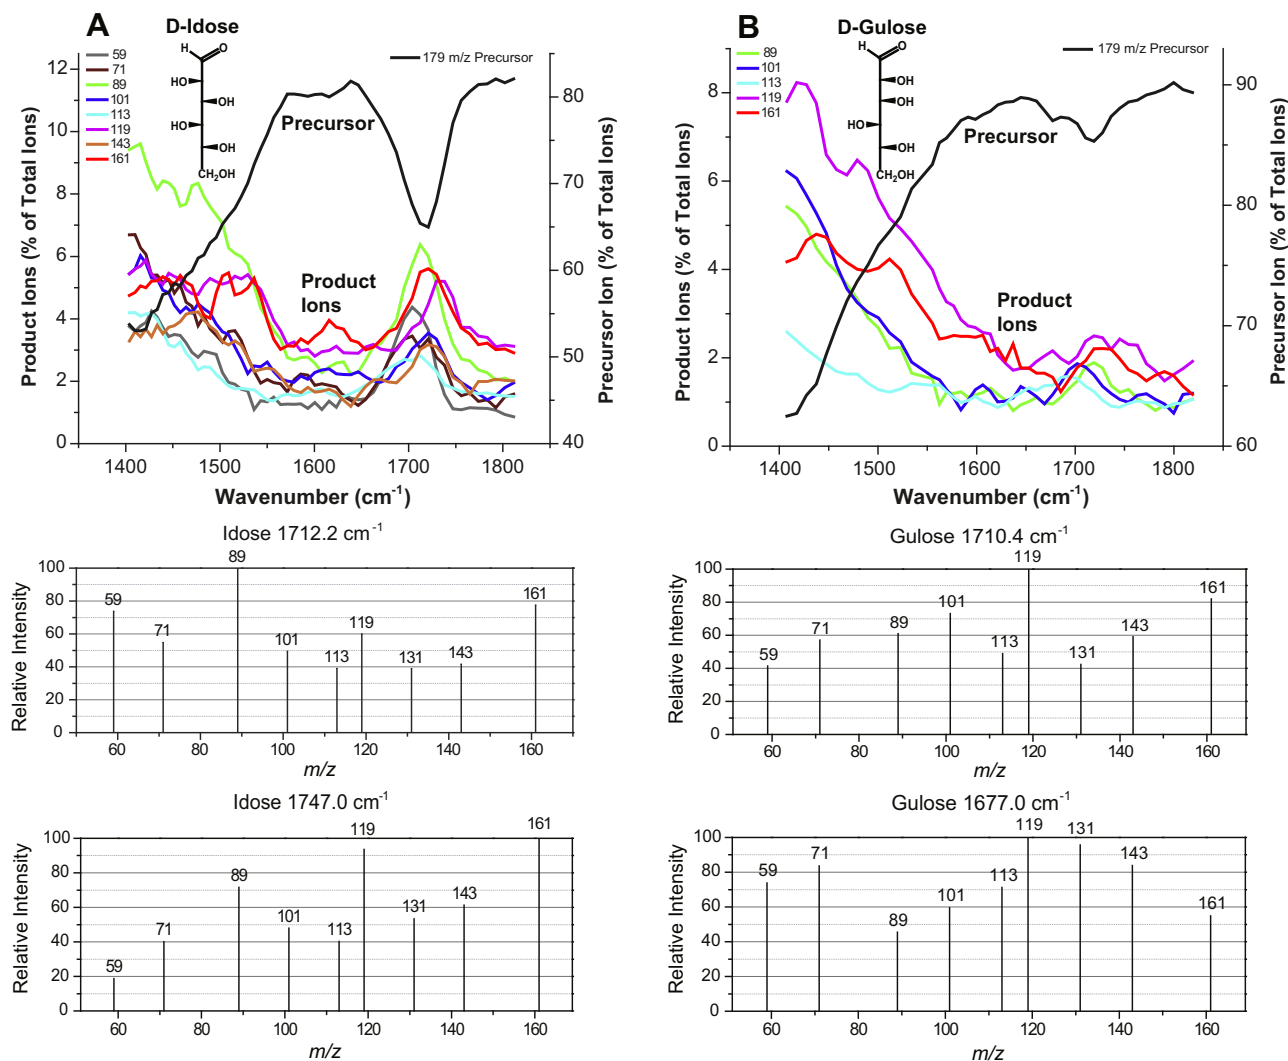 A
D-Idose
H
O
HO
OH
HO
OH
CH2OH
59
71
89
101
113
119
143
161
179 m/z Precursor
Precursor
Product
Ions
Product Ions (% of Total Ions)
Precursor Ion (% of Total Ions)
12
10
8
6
4
2
0
80
70
60
50
40
1400 1500 1600 1700 1800
Wavenumber (cm-1)
B
D-Gulose
H
O
OH
OH
HO
OH
CH2OH
89
101
113
119
161
179 m/z Precursor
Precursor
Product
Ions
Product Ions (% of Total Ions)
Precursor Ion (% of Total Ions)
8
6
4
2
0
90
80
70
60
1400 1500 1600 1700 1800
Wavenumber (cm-1)
Idose 1712.2 cm-1
Relative Intensity
100
80
60
40
20
0
59 71 89 101 113 119 131 143 161
60 80 100 120 140 160
m/z
Gulose 1710.4 cm-1
Relative Intensity
100
80
60
40
20
0
59 71 89 101 113 119 131 143 161
60 80 100 120 140 160
m/z
Idose 1747.0 cm-1
Relative Intensity
100
80
60
40
20
0
59 71 89 101 113 119 131 143 161
60 80 100 120 140 160
m/z
Gulose 1677.0 cm-1
Relative Intensity
100
80
60
40
20
0
59 71 89 101 113 119 131 143 161
60 80 100 120 140 160
m/z